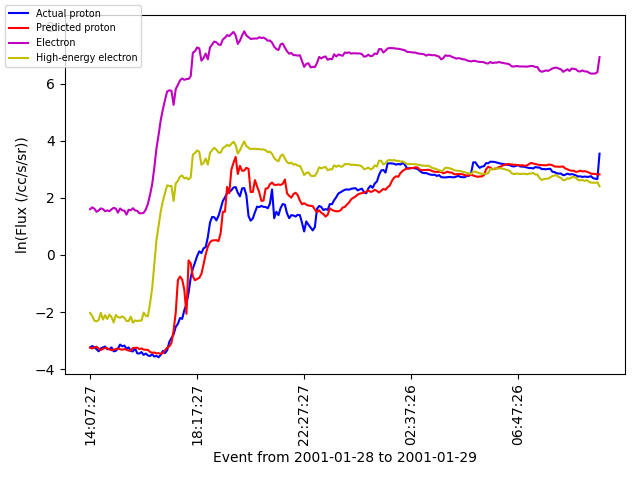 Actual proton
Predicted proton
Electron
High-energy electron
ln(Flux (/cc/s/sr))
6
4
2
0
−2
−4
14:07:27
18:17:27
22:27:27
02:37:26
06:47:26
Event from 2001-01-28 to 2001-01-29